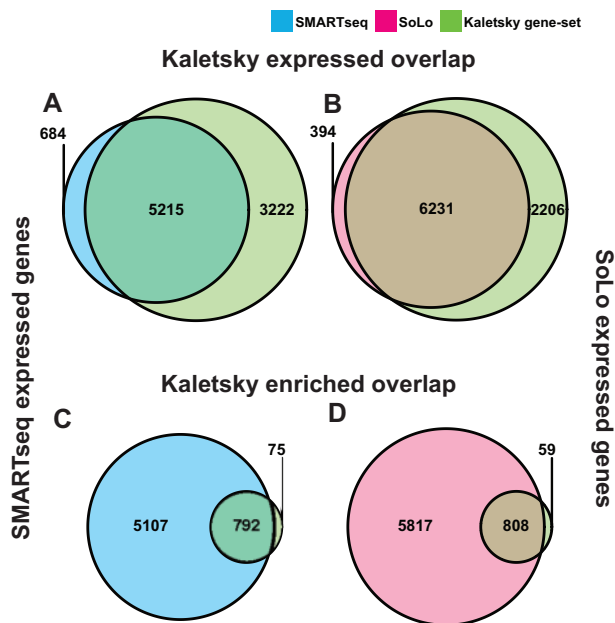 SMARTseq SoLo Kaletsky gene-set
Kaletsky expressed overlap
A B
684 394
5215 3222 6231 2206
SMARTseq expressed genes
SoLo expressed genes
Kaletsky enriched overlap
C D
75 59
5107 792 5817 808